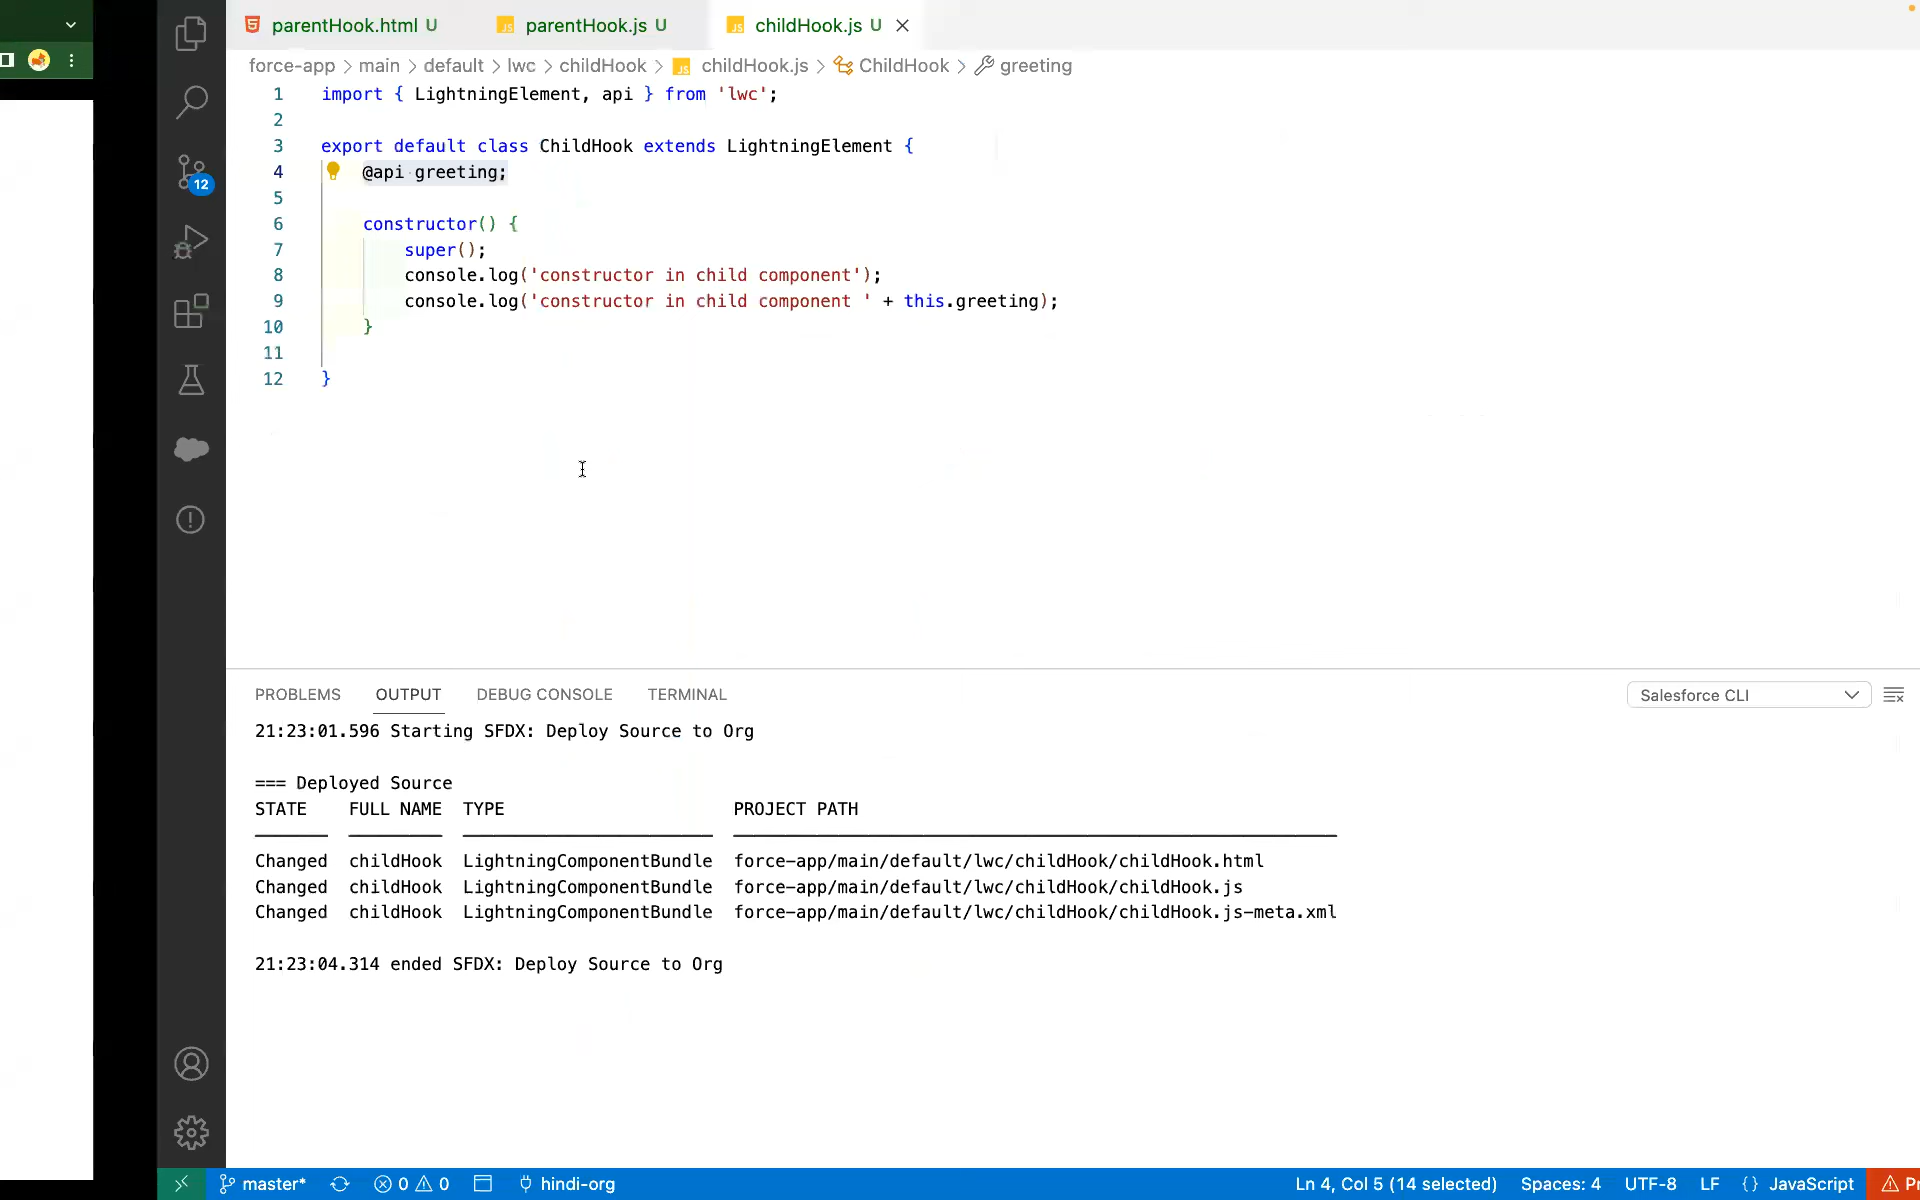 parentHook.html U JS parentHook.js U JS childHook.js U
force-app > main > default > lwc > childHook > JS childHook.js > ChildHook > greeting
1 import { LightningElement, api } from 'lwc';
2
3 export default class ChildHook extends LightningElement {
4 @api greeting;
5
6 constructor() {
7 super();
8 console.log('constructor in child component');
9 console.log('constructor in child component ' + this.greeting);
10 }
11
12 }
12
PROBLEMS OUTPUT DEBUG CONSOLE TERMINAL Salesforce CLI
21:23:01.596 Starting SFDX: Deploy Source to Org
=== Deployed Source
STATE FULL NAME TYPE PROJECT PATH
Changed childHook LightningComponentBundle force-app/main/default/lwc/childHook/childHook.html
Changed childHook LightningComponentBundle force-app/main/default/lwc/childHook/childHook.js
Changed childHook LightningComponentBundle force-app/main/default/lwc/childHook/childHook.js-meta.xml
21:23:04.314 ended SFDX: Deploy Source to Org
master* 0 0 hindi-org Ln 4, Col 5 (14 selected) Spaces: 4 UTF-8 LF {} JavaScript